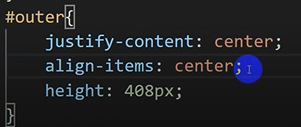 #outer{
justify-content: center;
align-items: center;
height: 408px;
}